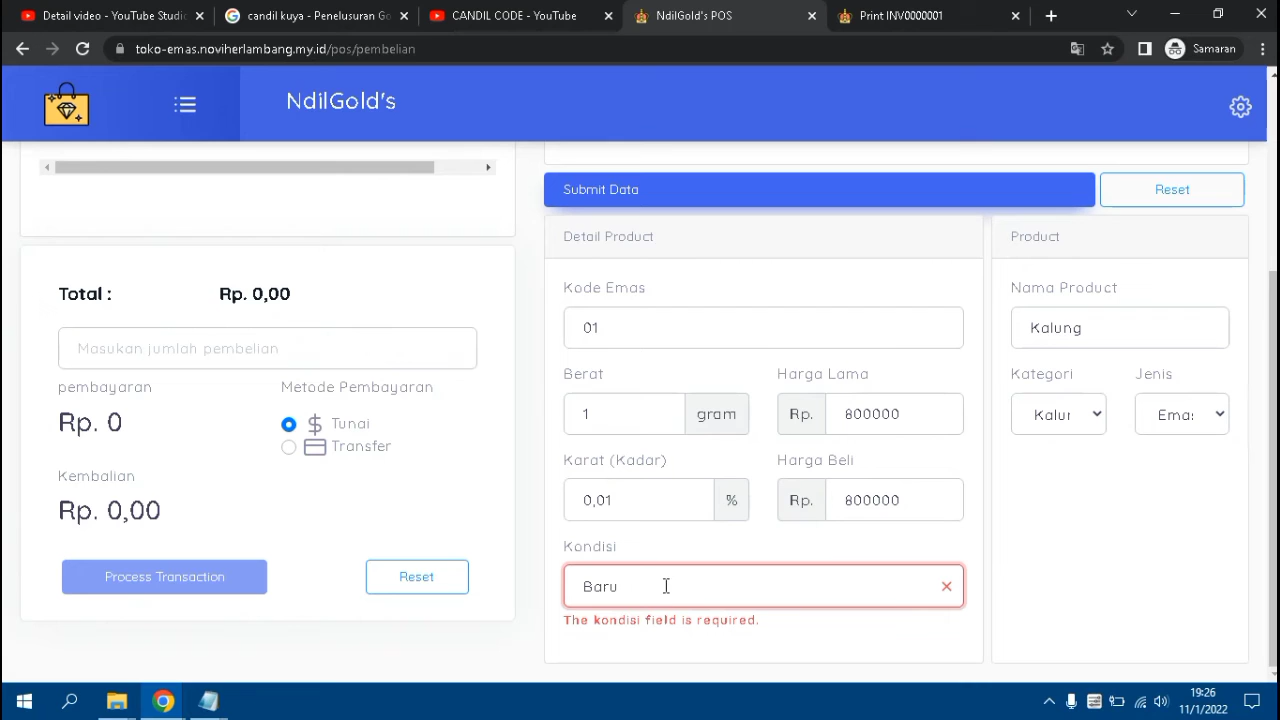 Detail video - YouTube Studi
candil kuya - Penelusuran Go
CANDIL CODE - YouTube
NdilGold's POS
Print INV0000001
toko-emas.noviherlambang.my.id/pos/pembelian
Samaran
NdilGold's
Submit Data
Reset
Detail Product
Product
Kode Emas
01
Nama Product
Kalung
Berat
1 gram
Harga Lama
Rp. 800000
Kategori
Kalur
Jenis
Ema:
Karat (Kadar)
0,01 %
Harga Beli
Rp. 800000
Kondisi
Baru
The kondisi field is required.
Total :
Rp. 0,00
Masukan jumlah pembelian
pembayaran
Rp. 0
Metode Pembayaran
Tunai
Transfer
Kembalian
Rp. 0,00
Process Transaction
Reset
19:26
11/1/2022